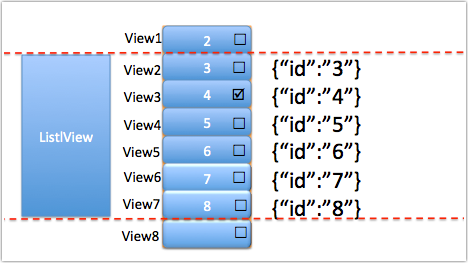 View1 2
View2 3 {“id”:”3”}
View3 4 {“id”:”4”}
ListlView
View4 5 {“id”:”5”}
View5 6 {“id”:”6”}
View6 7 {“id”:”7”}
View7 8 {“id”:”8”}
View8